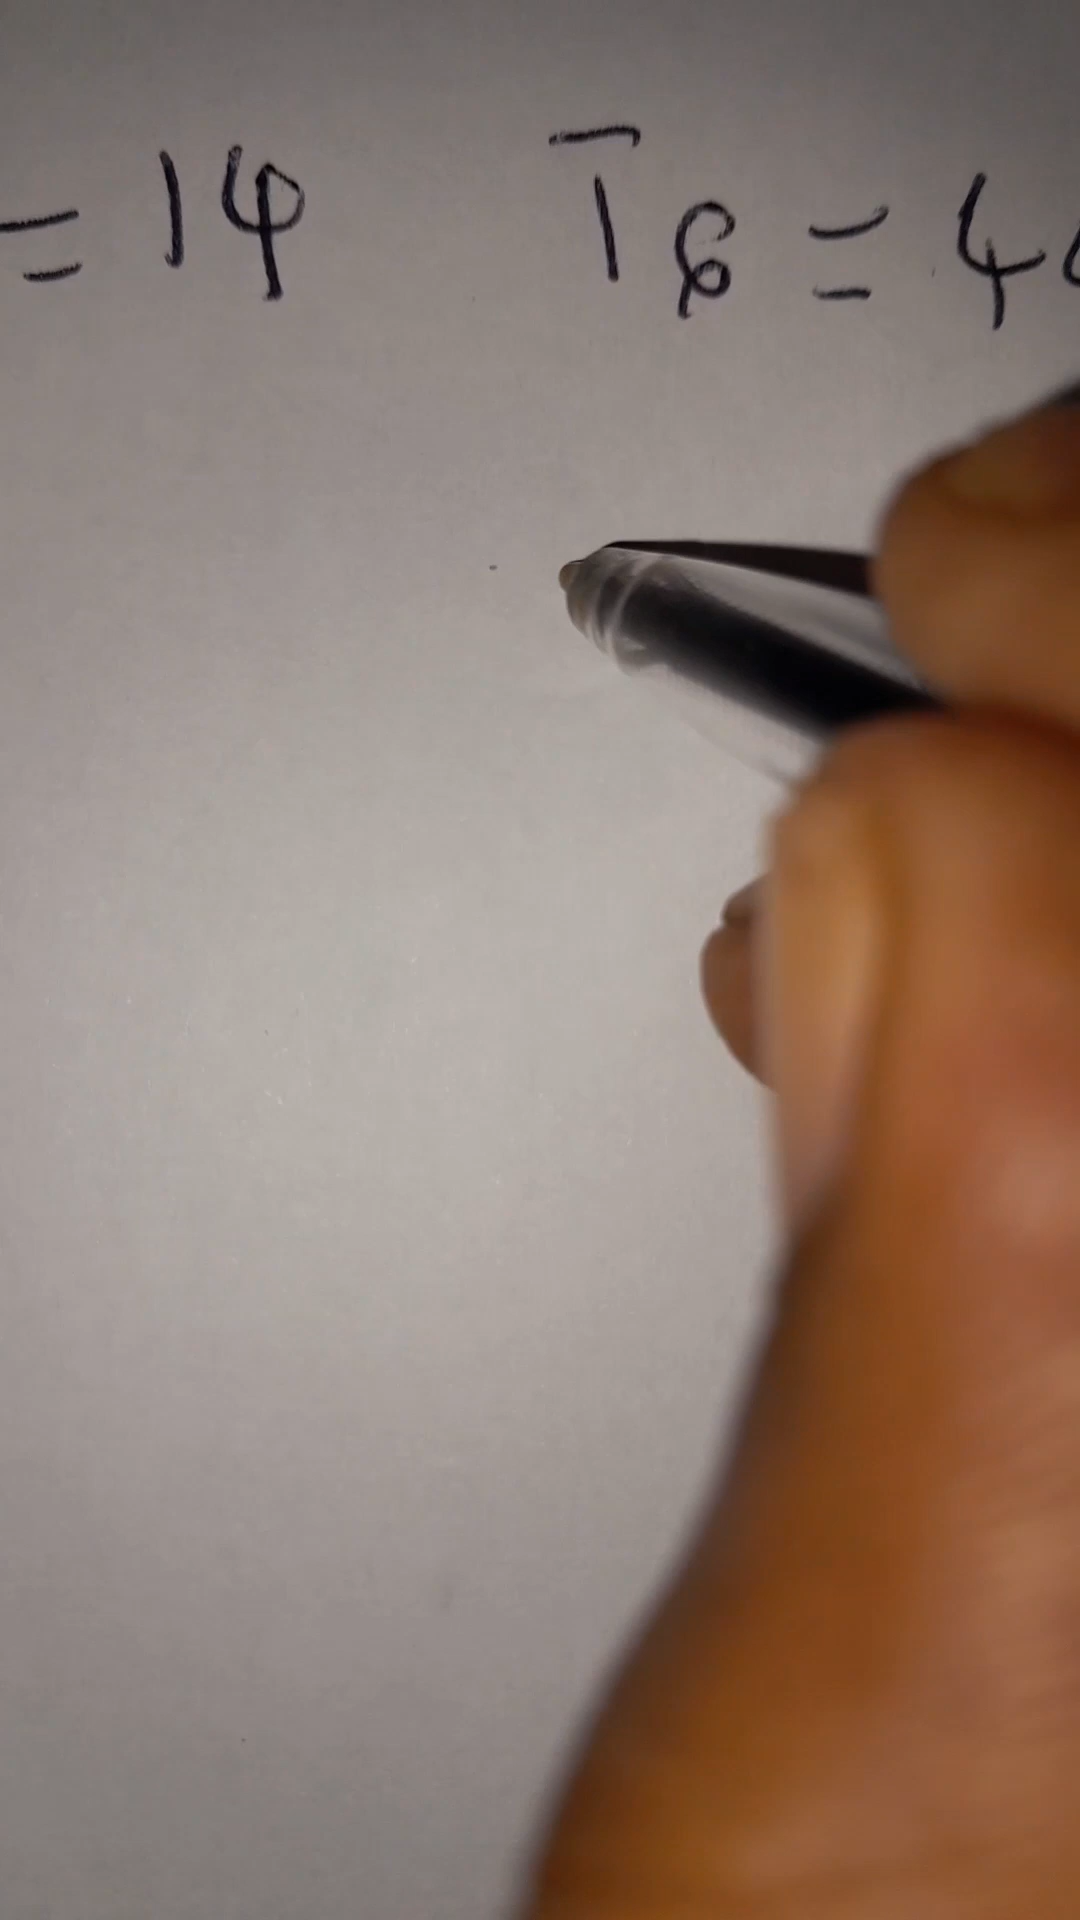 = 14 T₈ = 4